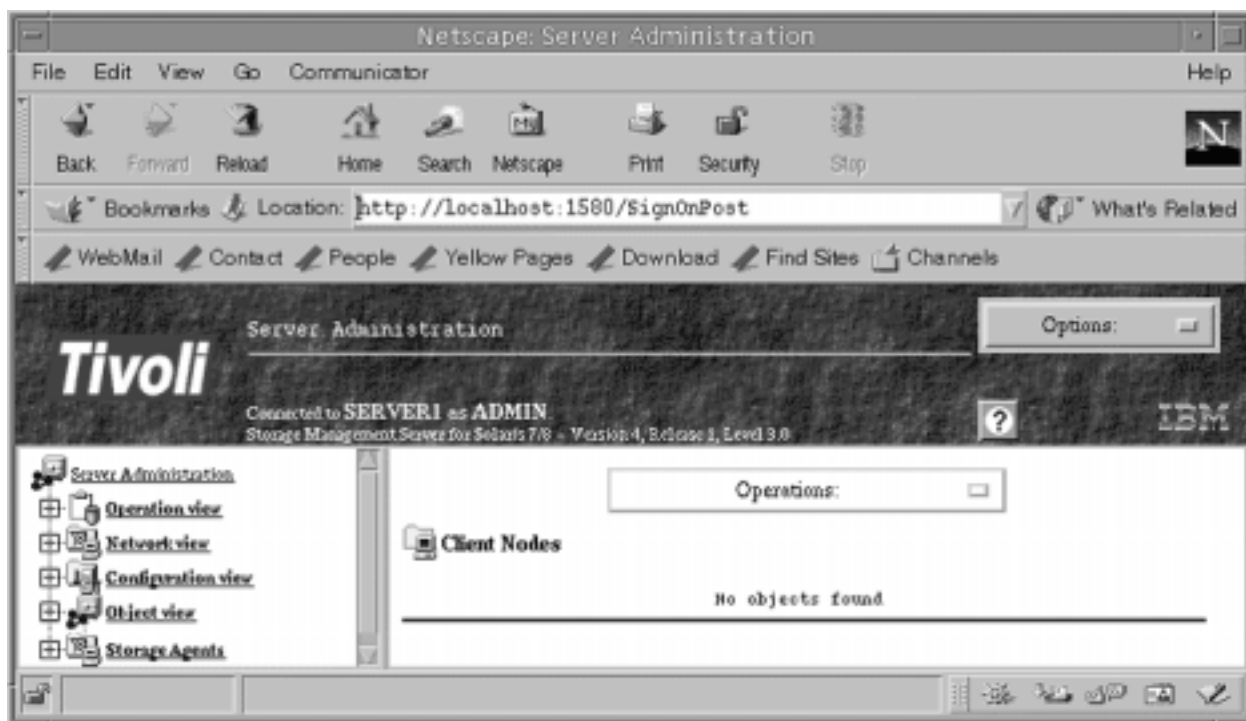 Netscape: Server Administration
File Edit View Go Communicator Help
Back Forward Reload Home Search Netscape Print Security Stop
N
Bookmarks Location: http://localhost:1580/SignOnPost What's Related
WebMail Contact People Yellow Pages Download Find Sites Channels
Server Administration
Options:
Tivoli
Connected to SERVER1 as ADMIN
Storage Management Server for Solaris 7/8 - Version 4, Release 1, Level 3.0
?
IBM
Server Administration
Operation view
Network view
Configuration view
Object view
Storage Agents
Operations:
Client Nodes
No objects found